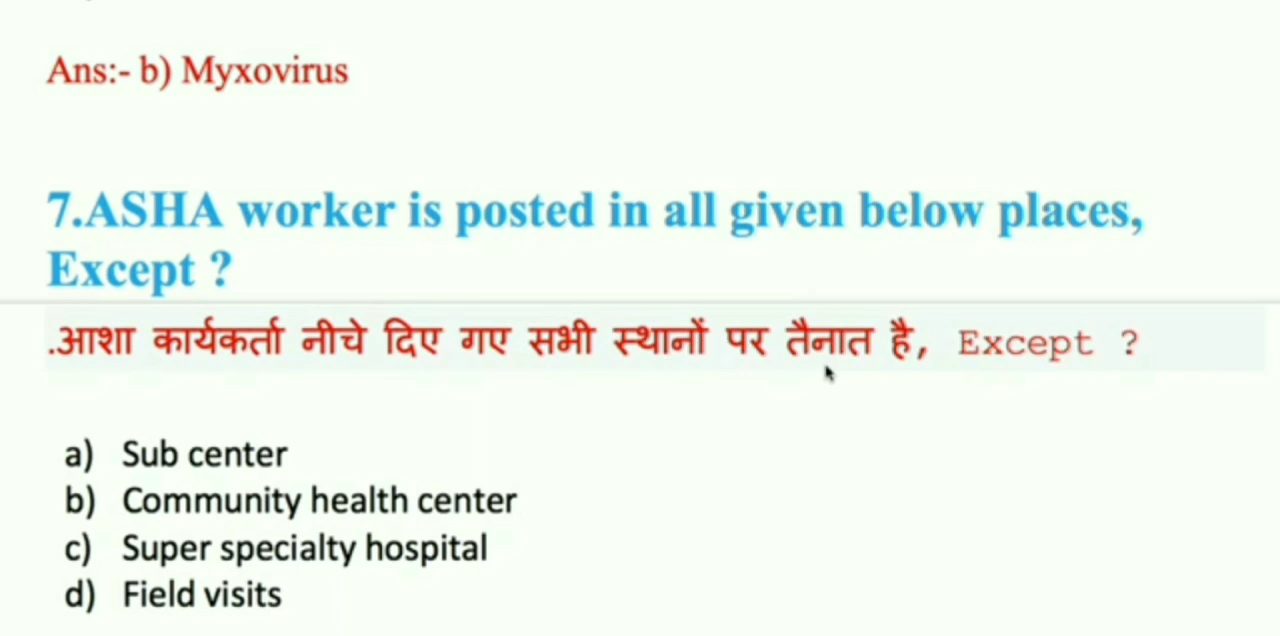 Ans:- b) Myxovirus
7.ASHA worker is posted in all given below places,
Except ?
.आशा कार्यकर्ता नीचे दिए गए सभी स्थानों पर तैनात है, Except ?
a) Sub center
b) Community health center
c) Super specialty hospital
d) Field visits